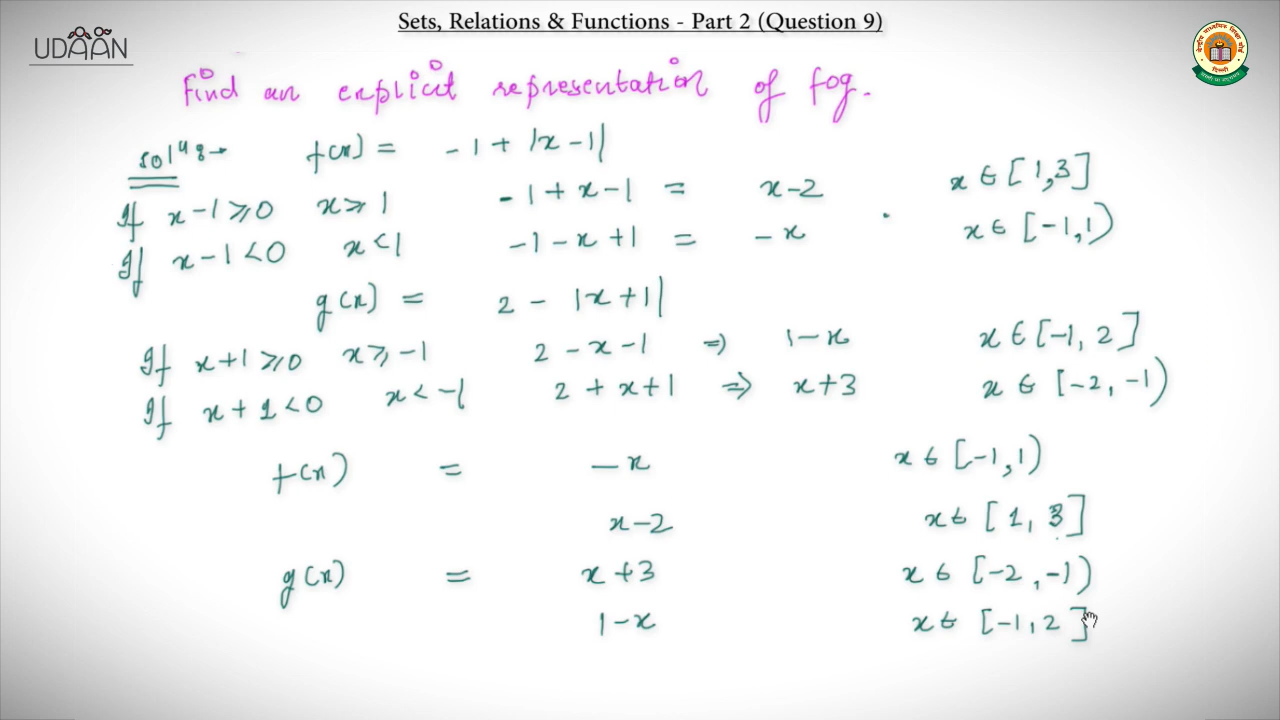 Sets, Relations & Functions - Part 2 (Question 9)
UDAAN
Find an explicit representation of fog.
Solus→ f(x) = -1 + |x-1|
If x-1≥0 x≥1 -1+x-1 = x-2 x∈[1,3]
If x-1<0 x<1 -1-x+1 = -x x∈[-1,1)
g(x) = 2 - |x+1|
If x+1≥0 x≥-1 2-x-1 ⇒ 1-x x∈[-1,2]
If x+1<0 x<-1 2+x+1 ⇒ x+3 x∈[-2,-1)
f(x) = -x x∈[-1,1)
x-2 x∈[1,3]
g(x) = x+3 x∈[-2,-1)
1-x x∈[-1,2]